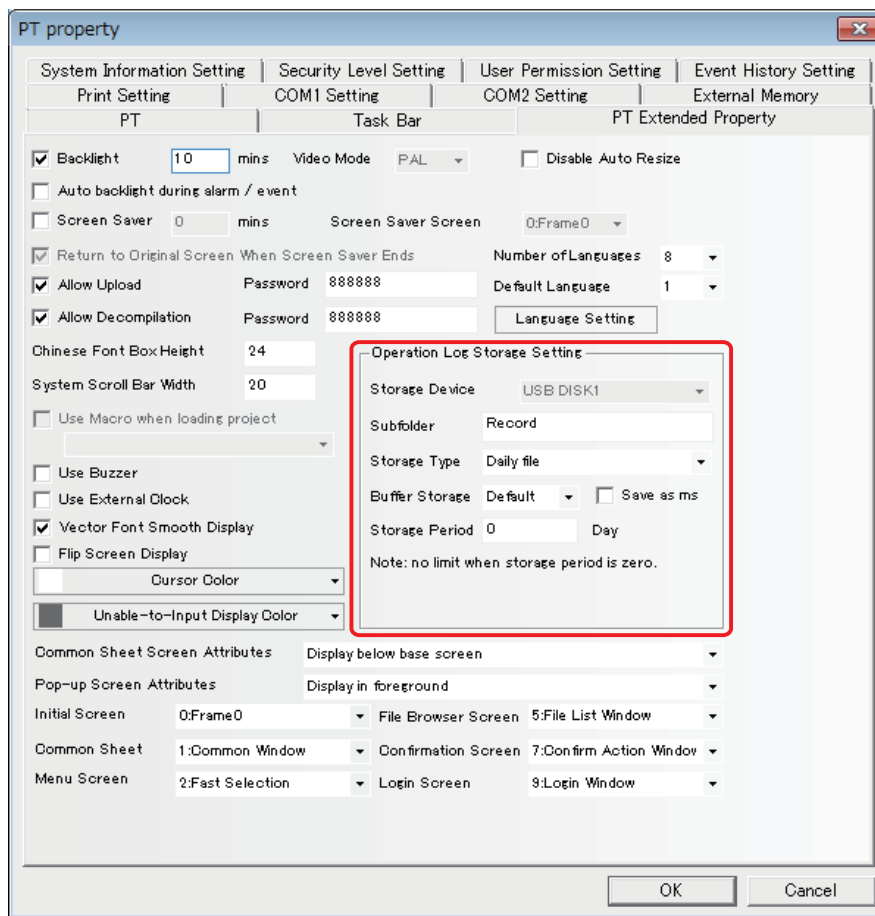 PT property
System Information Setting Security Level Setting User Permission Setting Event History Setting
Print Setting COM1 Setting COM2 Setting External Memory
PT Task Bar PT Extended Property
Backlight 10 mins Video Mode PAL Disable Auto Resize
Auto backlight during alarm / event
Screen Saver 0 mins Screen Saver Screen 0:Frame0
Return to Original Screen When Screen Saver Ends Number of Languages 8
Allow Upload Password 888888 Default Language 1
Allow Decompilation Password 888888 Language Setting
Chinese Font Box Height 24
System Scroll Bar Width 20
Use Macro when loading project
Use Buzzer
Use External Clock
Vector Font Smooth Display
Flip Screen Display
Cursor Color
Unable-to-Input Display Color
Operation Log Storage Setting
Storage Device USB DISK1
Subfolder Record
Storage Type Daily file
Buffer Storage Default Save as ms
Storage Period 0 Day
Note: no limit when storage period is zero.
Common Sheet Screen Attributes Display below base screen
Pop-up Screen Attributes Display in foreground
Initial Screen 0:Frame0 File Browser Screen 5:File List Window
Common Sheet 1:Common Window Confirmation Screen 7:Confirm Action Window
Menu Screen 2:Fast Selection Login Screen 9:Login Window
OK Cancel